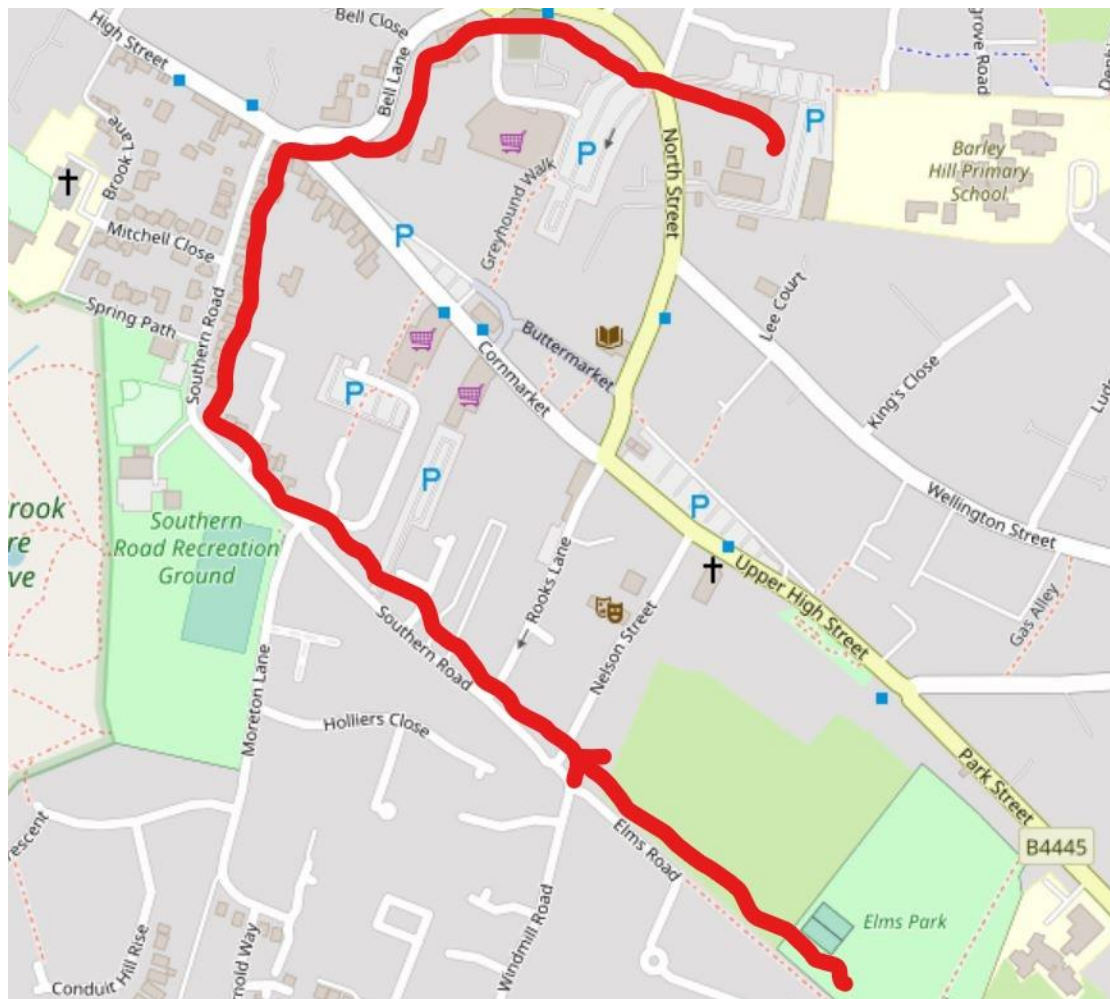 Bell Close
High Street
Bell Lane
Brook Lane
P
North Street
grove Road
Barley
Hill Primary
School
P
P
Greyhound Walk
Mitchell Close
Spring Path
Southern Road
P
Lee Court
Buttermarket
Cornmarket
King's Close
P
Wellington Street
rook
re
ve
Southern
Road Recreation
Ground
P
Upper High Street
Rooks Lane
Nelson Street
Gas Alley
Southern Road
Moreton Lane
Holliers Close
Park Street
Elms Road
B4445
Elms Park
Windmill Road
rescent
Conduit Hill Rise
rnold Way
Lud